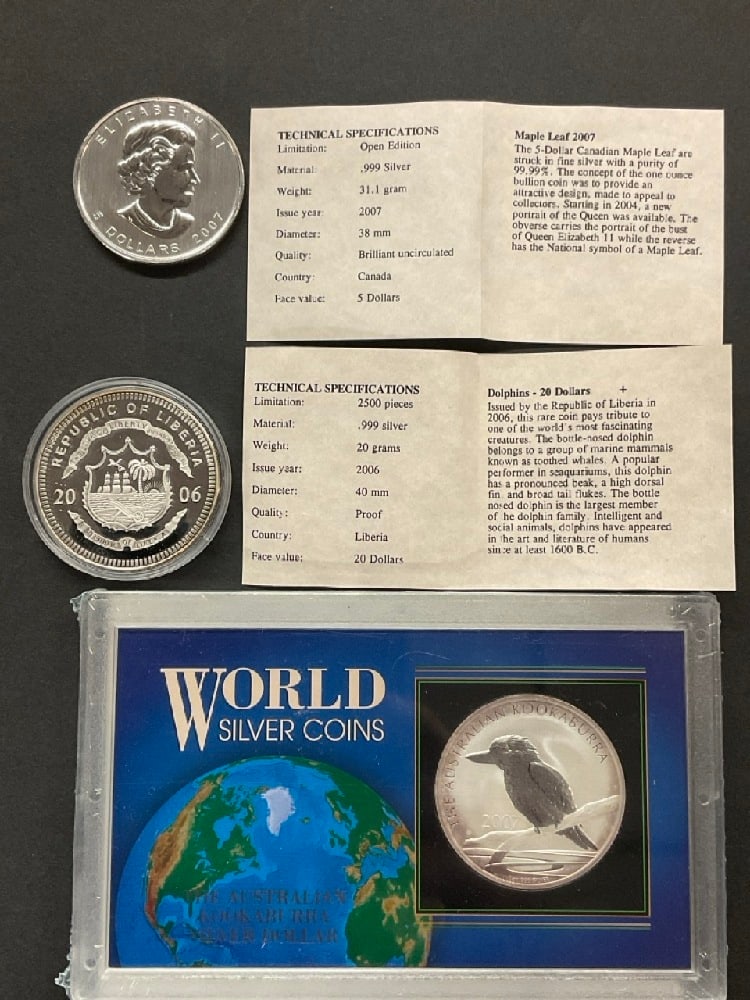 ELIZABETH II
5 DOLLARS 2007
TECHNICAL SPECIFICATIONS
Limitation: Open Edition
Material: .999 Silver
Weight: 31.1 gram
Issue year: 2007
Diameter: 38 mm
Quality: Brilliant uncirculated
Country: Canada
Face value: 5 Dollars
Maple Leaf 2007
The 5-Dollar Canadian Maple Leaf are
struck in fine silver with a purity of
99.99%. The concept of the one ounce
bullion coin was to provide an
attractive design, made to appeal to
collectors. Starting in 2004, a new
portrait of the Queen was available. The
obverse carries the portrait of the bust
of Queen Elizabeth 11 while the reverse
has the National symbol of a Maple Leaf.
REPUBLIC OF LIBERIA
2006
TECHNICAL SPECIFICATIONS
Limitation: 2500 pieces
Material: .999 silver
Weight: 20 grams
Issue year: 2006
Diameter: 40 mm
Quality: Proof
Country: Liberia
Face value: 20 Dollars
Dolphins - 20 Dollars +
Issued by the Republic of Liberia in
2006, this rare coin pays tribute to
one of the world's most fascinating
creatures. The bottle-nosed dolphin
belongs to a group of marine mammals
known as toothed whales. A popular
performer in seaquariums, this dolphin
has a pronounced beak, a high dorsal
fin, and broad tail flukes. The bottle
nosed dolphin is the largest member
of the dolphin family. Intelligent and
social animals, dolphins have appeared
in the art and literature of humans
since at least 1600 B.C.
WORLD
SILVER COINS
THE AUSTRALIAN
KOOKABURRA
SILVER DOLLAR
THE AUSTRALIAN KOOKABURRA
2007